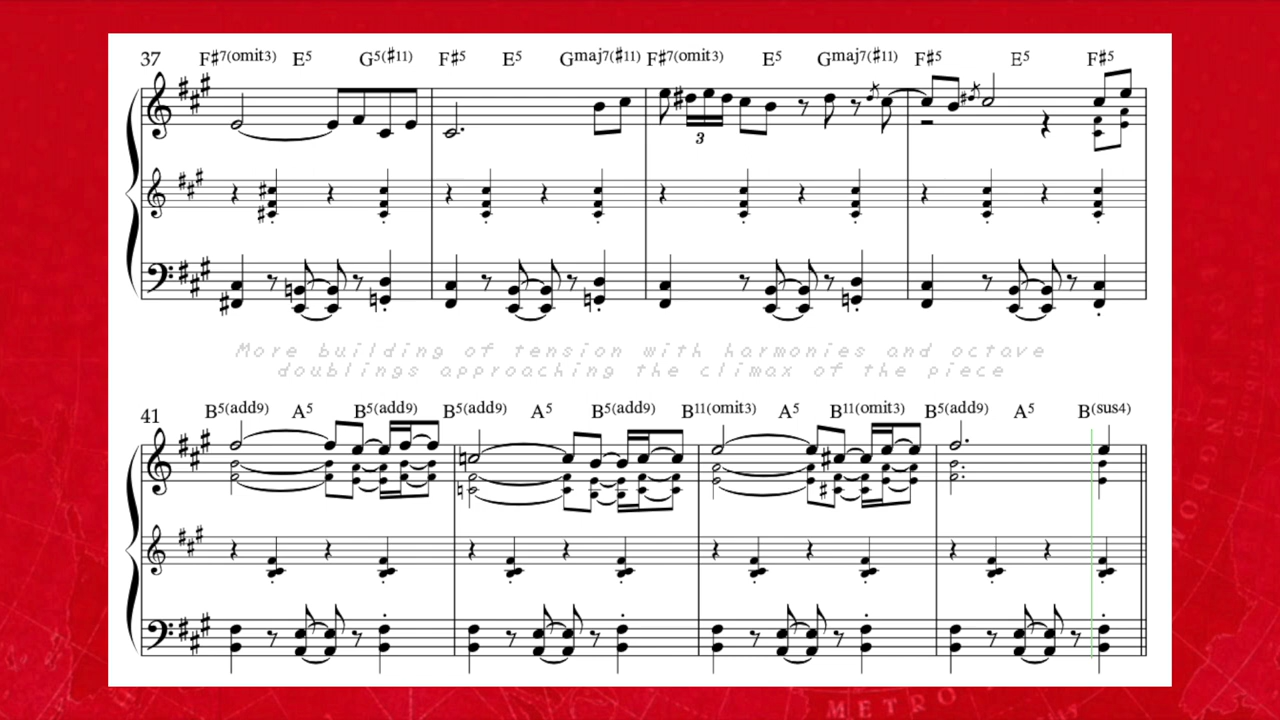 37 F♯7(omit3) E5 G5(♯11) F♯5 E5 Gmaj7(♯11) F♯7(omit3) E5 Gmaj7(♯11) F♯5 E5 F♯5
3
More building of tension with harmonies and octave
doublings approaching the climax of the piece
41 B5(add9) A5 B5(add9) B5(add9) A5 B5(add9) B11(omit3) A5 B11(omit3) B5(add9) A5 B(sus4)
METRO